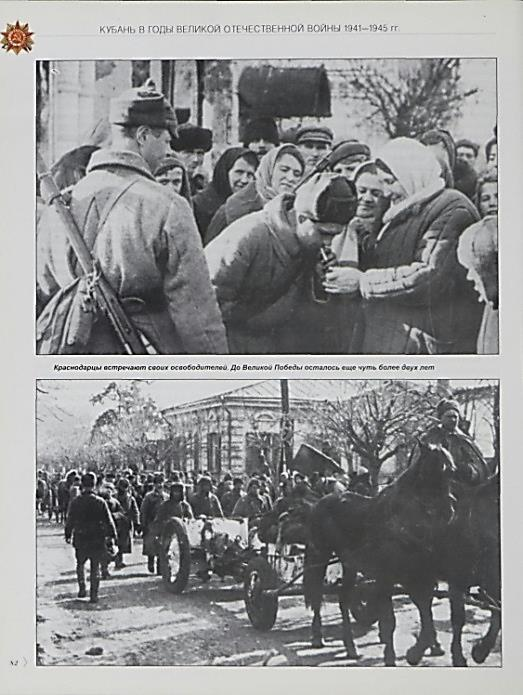 КУБАНЬ В ГОДЫ ВЕЛИКОЙ ОТЕЧЕСТВЕННОЙ ВОЙНЫ 1941—1945 гг.
Краснодарцы встречают своих освободителей. До Великой Победы осталось еще чуть более двух лет
82